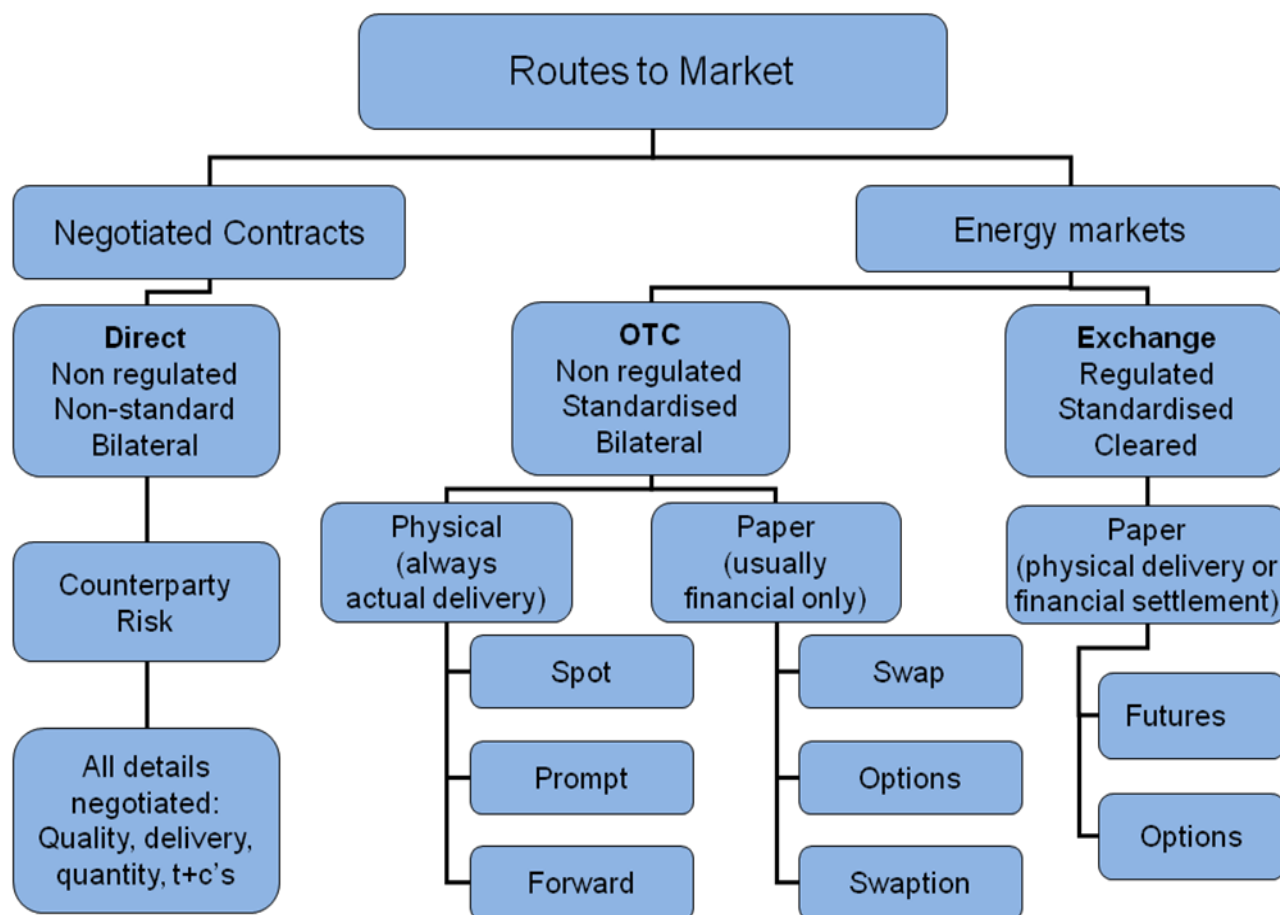 Routes to Market
Negotiated Contracts
Energy markets
Direct
Non regulated
Non-standard
Bilateral
OTC
Non regulated
Standardised
Bilateral
Exchange
Regulated
Standardised
Cleared
Counterparty
Risk
All details
negotiated:
Quality, delivery,
quantity, t+c's
Physical
(always
actual delivery)
Spot
Prompt
Forward
Paper
(usually
financial only)
Swap
Options
Swaption
Paper
(physical delivery or
financial settlement)
Futures
Options